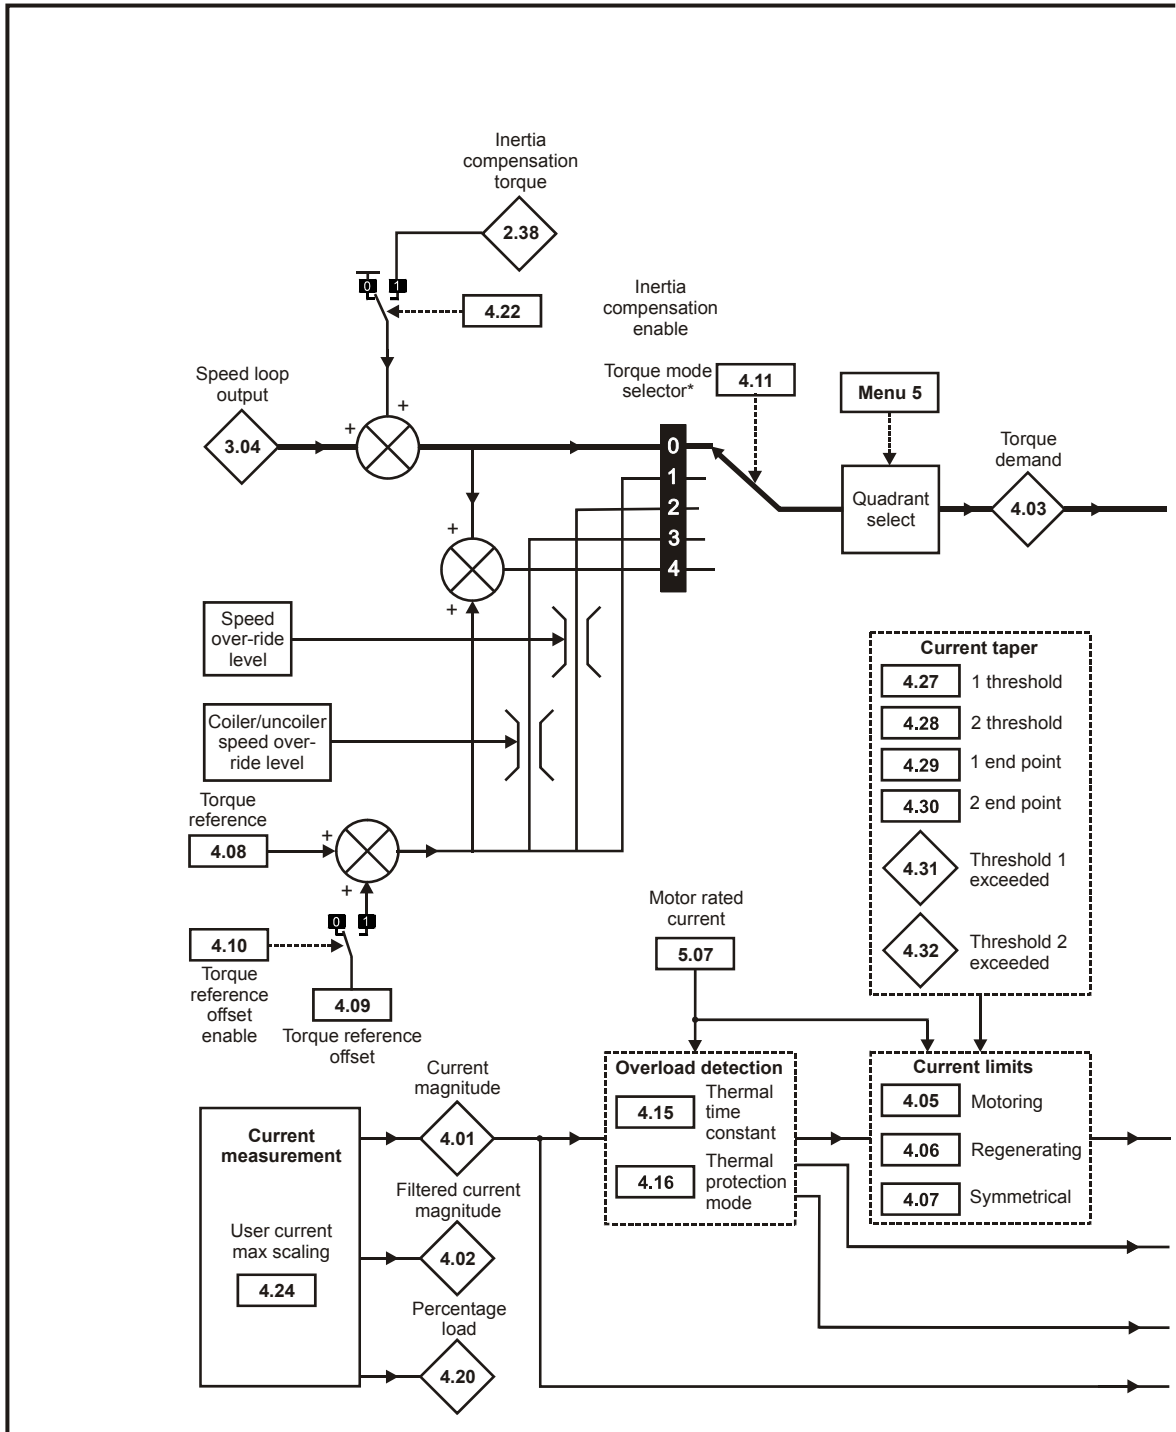 Inertia
compensation
torque
2.38
0 1
4.22
Inertia
compensation
enable
Speed loop
output
3.04
+
+
Torque mode
selector*
4.11
Menu 5
0
1
2
3
4
Quadrant
select
Torque
demand
4.03
+
+
Speed
over-ride
level
Coiler/uncoiler
speed over-
ride level
Torque
reference
4.08
+
+
0 1
4.10
Torque
reference
offset
enable
4.09
Torque reference
offset
Current taper
4.27 1 threshold
4.28 2 threshold
4.29 1 end point
4.30 2 end point
4.31 Threshold 1
exceeded
4.32 Threshold 2
exceeded
Motor rated
current
5.07
Current
measurement
User current
max scaling
4.24
Current
magnitude
4.01
Filtered current
magnitude
4.02
Percentage
load
4.20
Overload detection
4.15 Thermal
time
constant
4.16 Thermal
protection
mode
Current limits
4.05 Motoring
4.06 Regenerating
4.07 Symmetrical